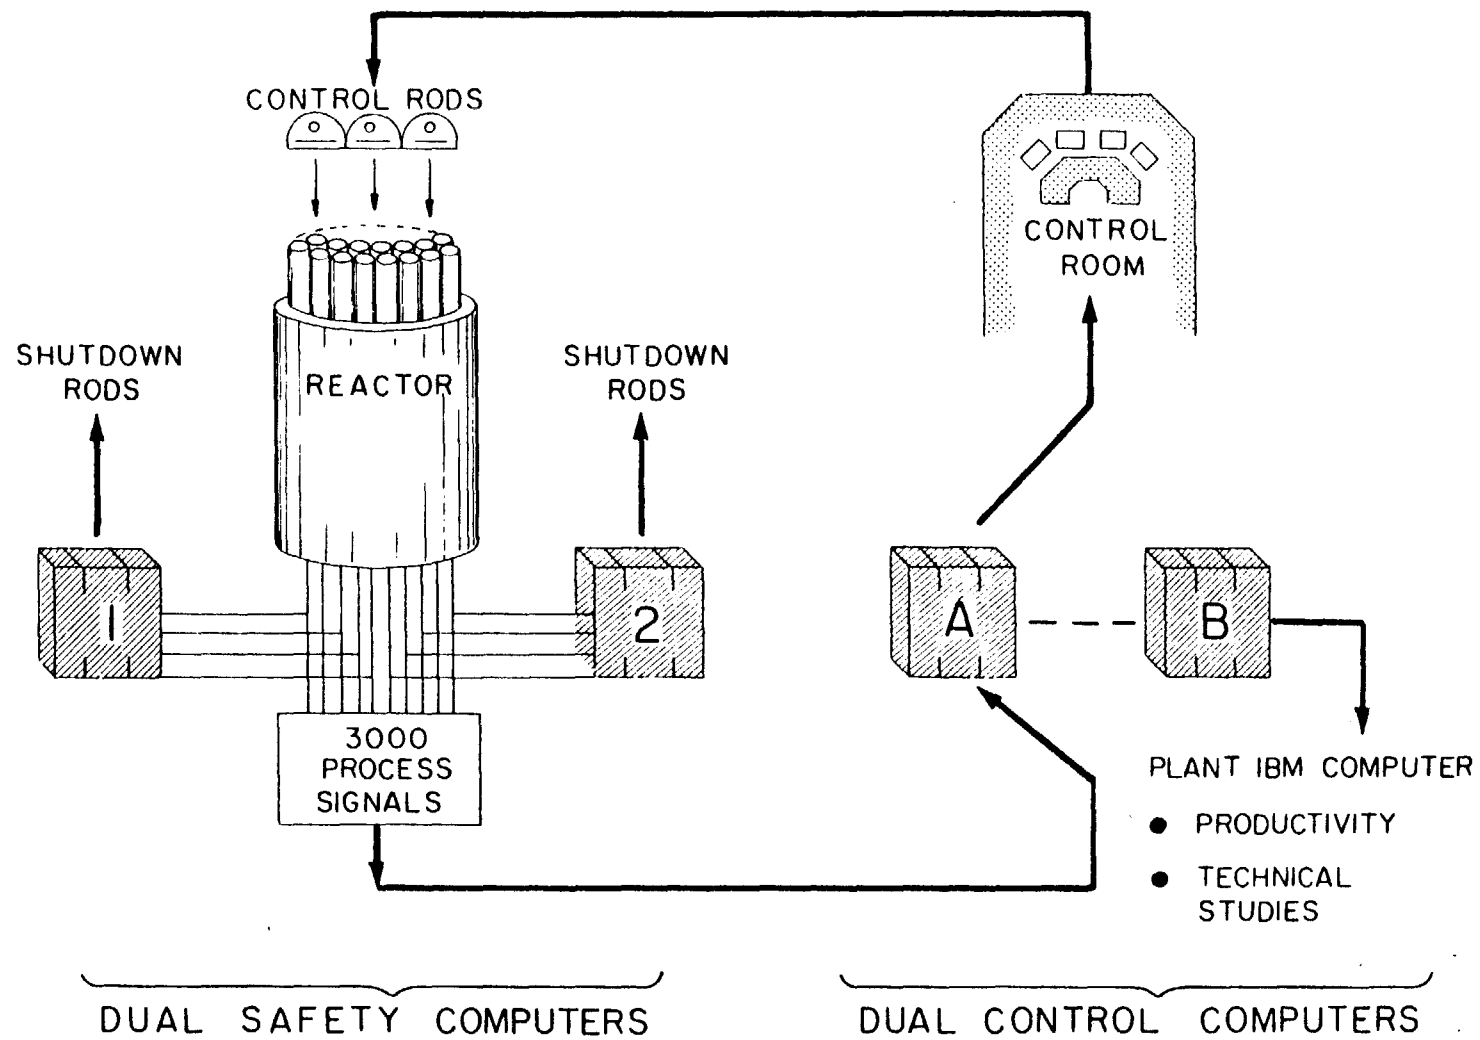 CONTROL RODS
CONTROL
ROOM
SHUTDOWN
RODS
REACTOR
SHUTDOWN
RODS
1
2
A
B
3000
PROCESS
SIGNALS
PLANT IBM COMPUTER
● PRODUCTIVITY
● TECHNICAL
STUDIES
DUAL SAFETY COMPUTERS
DUAL CONTROL COMPUTERS